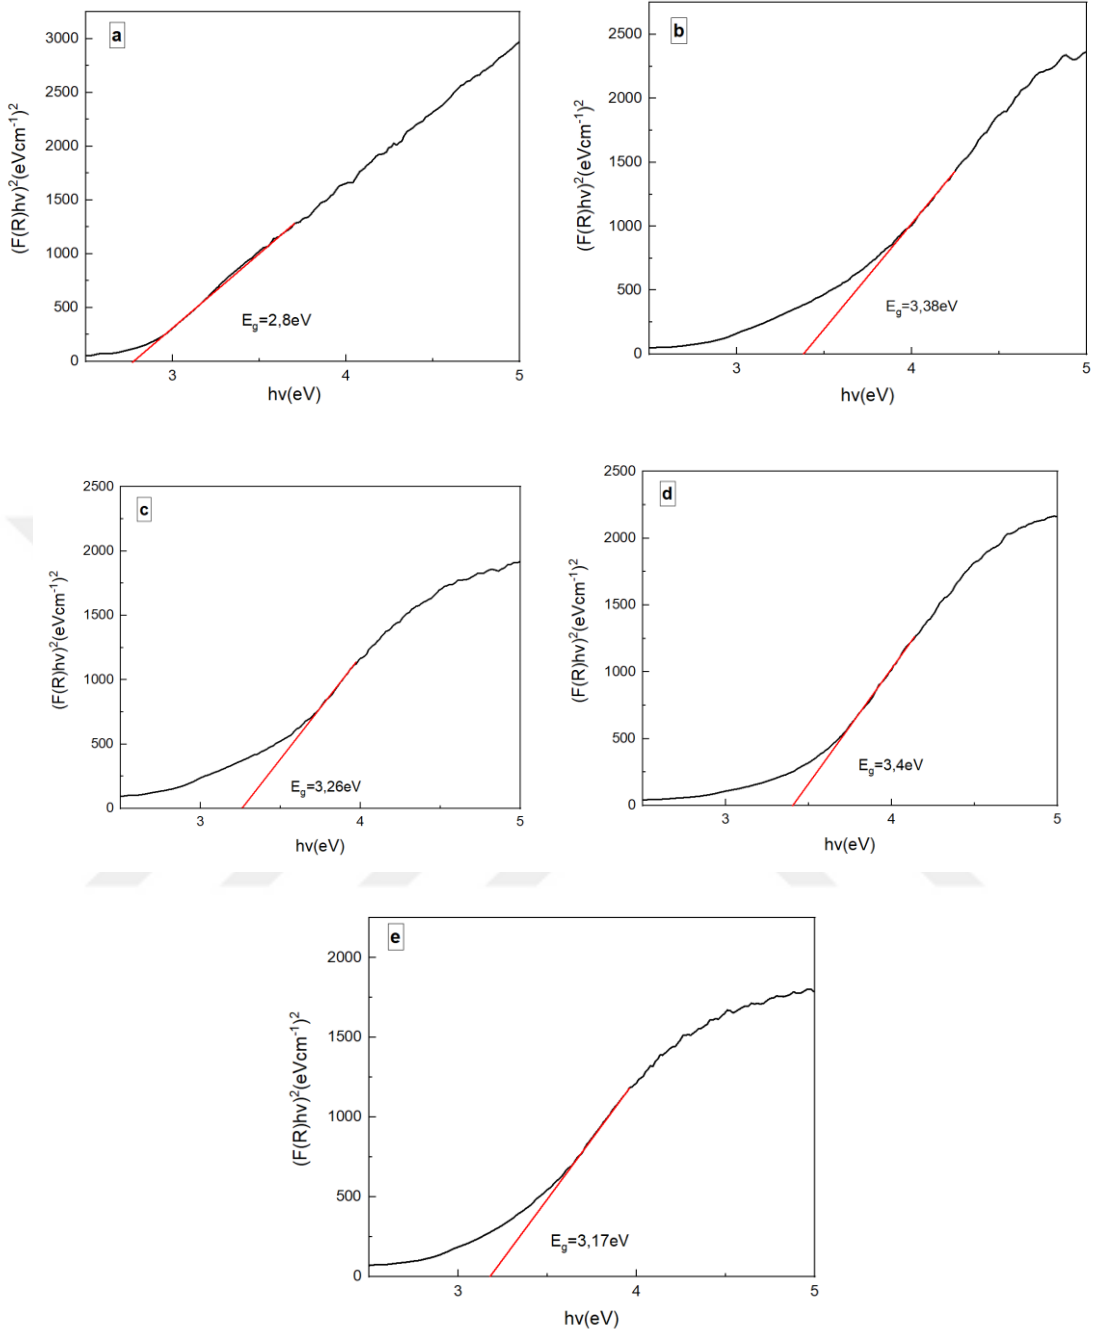 a
3000
2500
2000
1500
1000
500
0
(F(R)hv)²(eVcm⁻¹)²
E_g=2,8eV
3 4 5
hv(eV)
b
2500
2000
1500
1000
500
0
(F(R)hv)²(eVcm⁻¹)²
E_g=3,38eV
3 4 5
hv(eV)
c
2500
2000
1500
1000
500
0
(F(R)hv)²(eVcm⁻¹)²
E_g=3,26eV
3 4 5
hv(eV)
d
2500
2000
1500
1000
500
0
(F(R)hv)²(eVcm⁻¹)²
E_g=3,4eV
3 4 5
hv(eV)
e
2000
1500
1000
500
0
(F(R)hv)²(eVcm⁻¹)²
E_g=3,17eV
3 4 5
hv(eV)